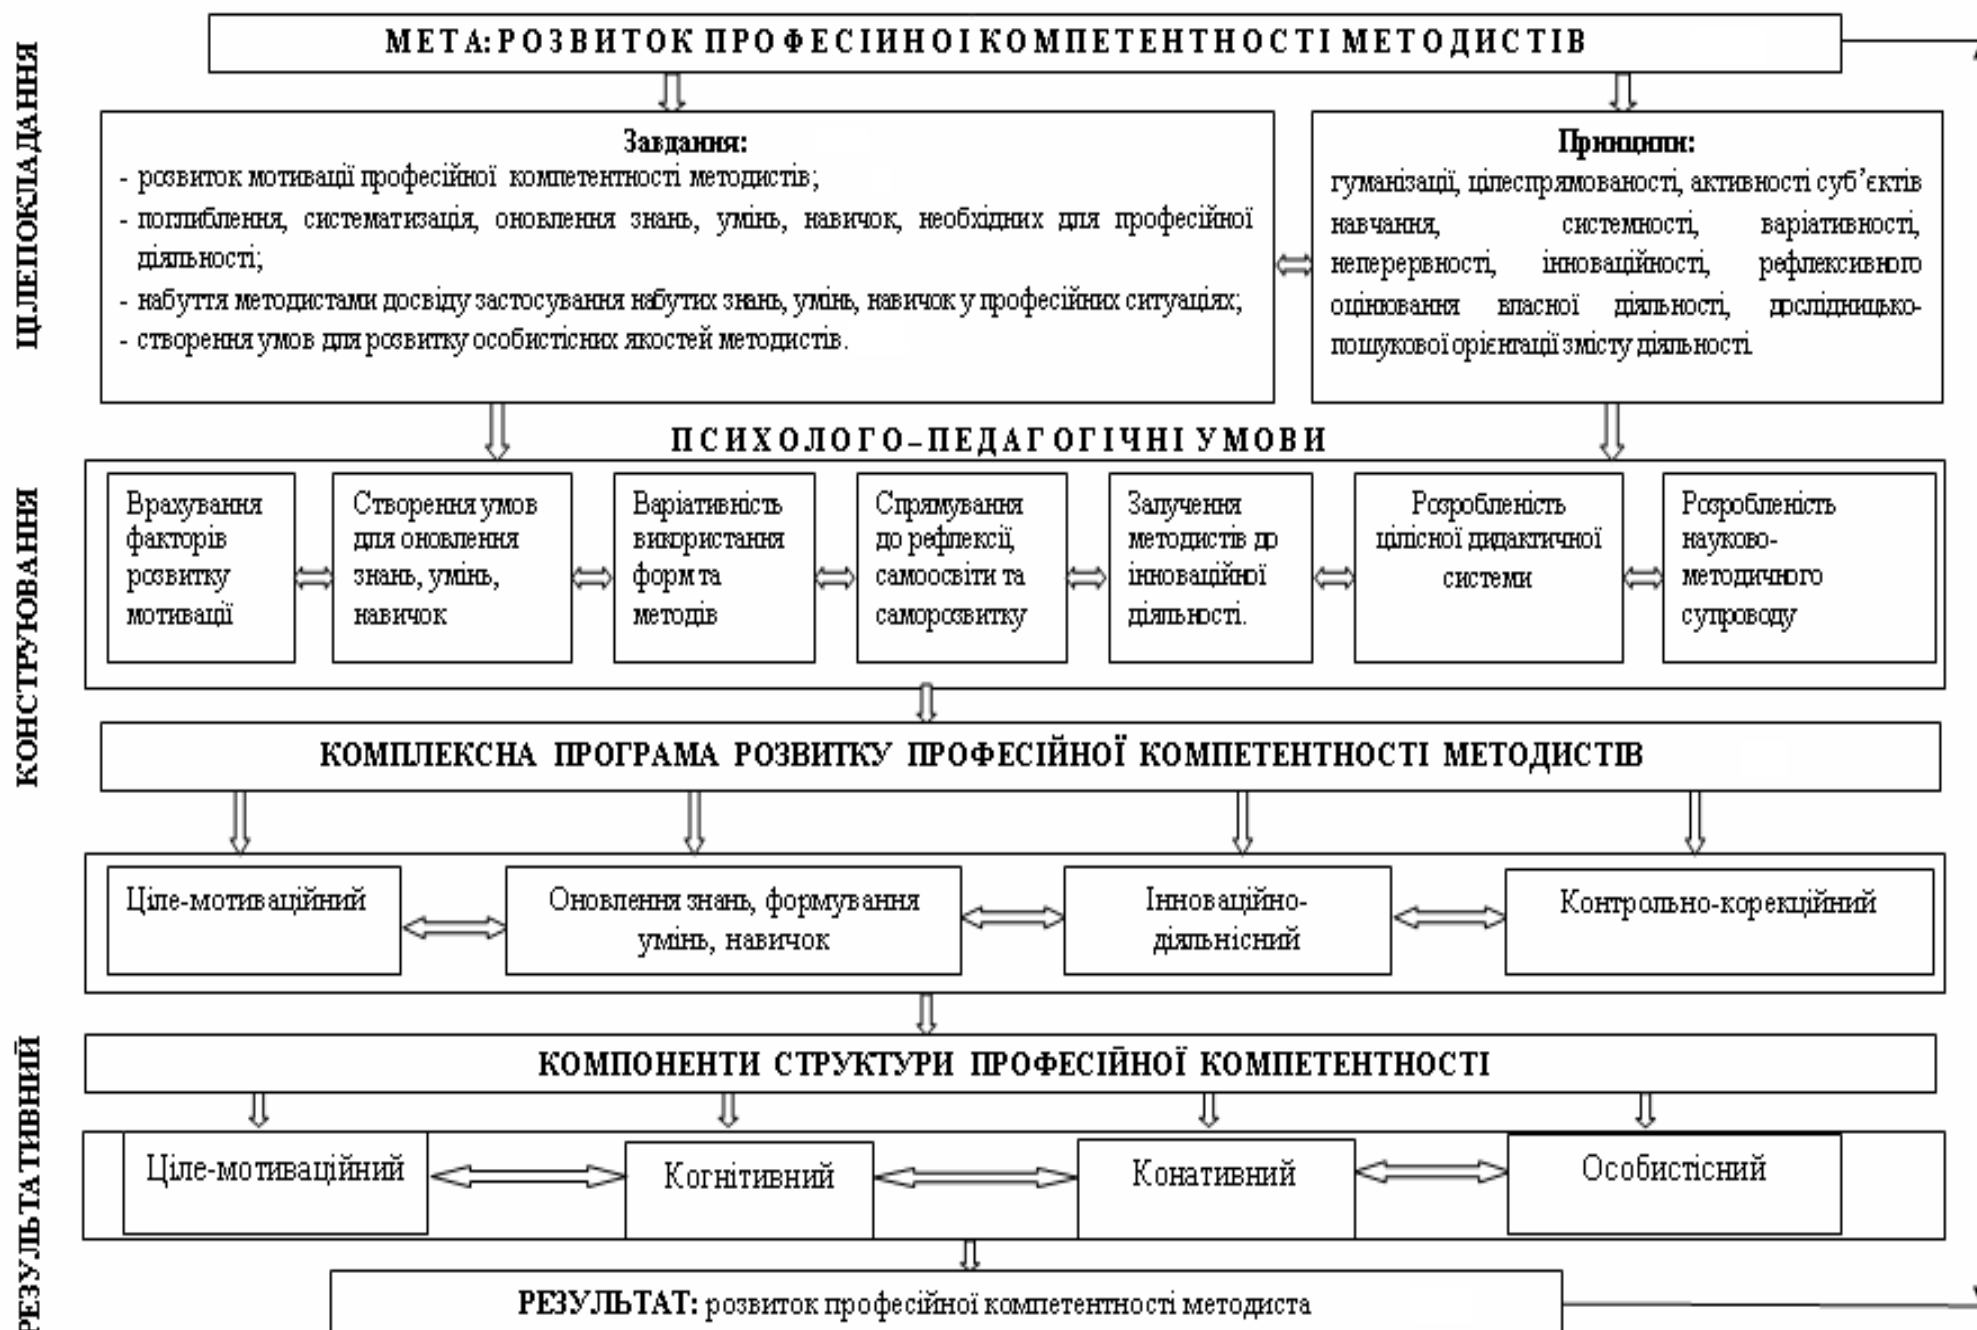 МЕТА: РОЗВИТОК ПРОФЕСІЙНОІ КОМПЕТЕНТНОСТІ МЕТОДИСТІВ
ЦІЛЕПОКЛАДАННЯ
Завдання:
- розвиток мотивації професійної компетентності методистів;
- поглиблення, систематизація, оновлення знань, умінь, навичок, необхідних для професійної
діяльності;
- набуття методистами досвіду застосування набутих знань, умінь, навичок у професійних ситуаціях;
- створення умов для розвитку особистісних якостей методистів.
Принципи:
гуманізації, цілеспрямованості, активності суб’єктів
навчання, системності, варіативності,
неперервності, інноваційності, рефлексивного
оцінювання власної діяльності, дослідницько-
пошукової орієнтації змісту діяльності.
ПСИХОЛОГО–ПЕДАГОГІЧНІ УМОВИ
КОНСТРУЮВАННЯ
Врахування
факторів
розвитку
мотивації
Створення умов
для оновлення
знань, умінь,
навичок
Варіативність
використання
форм та
методів
Спрямування
до рефлексії,
самоосвіти та
саморозвитку
Залучення
методистів до
інноваційної
діяльності.
Розробленість
цілісної дидактичної
системи
Розробленість
науково-
методичного
супроводу
КОМПЛЕКСНА ПРОГРАМА РОЗВИТКУ ПРОФЕСІЙНОЇ КОМПЕТЕНТНОСТІ МЕТОДИСТІВ
Ціле-мотиваційний
Оновлення знань, формування
умінь, навичок
Інноваційно-
діяльнісний
Контрольно-корекційний
РЕЗУЛЬТАТИВНИЙ
КОМПОНЕНТИ СТРУКТУРИ ПРОФЕСІЙНОЇ КОМПЕТЕНТНОСТІ
Ціле-мотиваційний
Когнітивний
Конативний
Особистісний
РЕЗУЛЬТАТ: розвиток професійної компетентності методиста